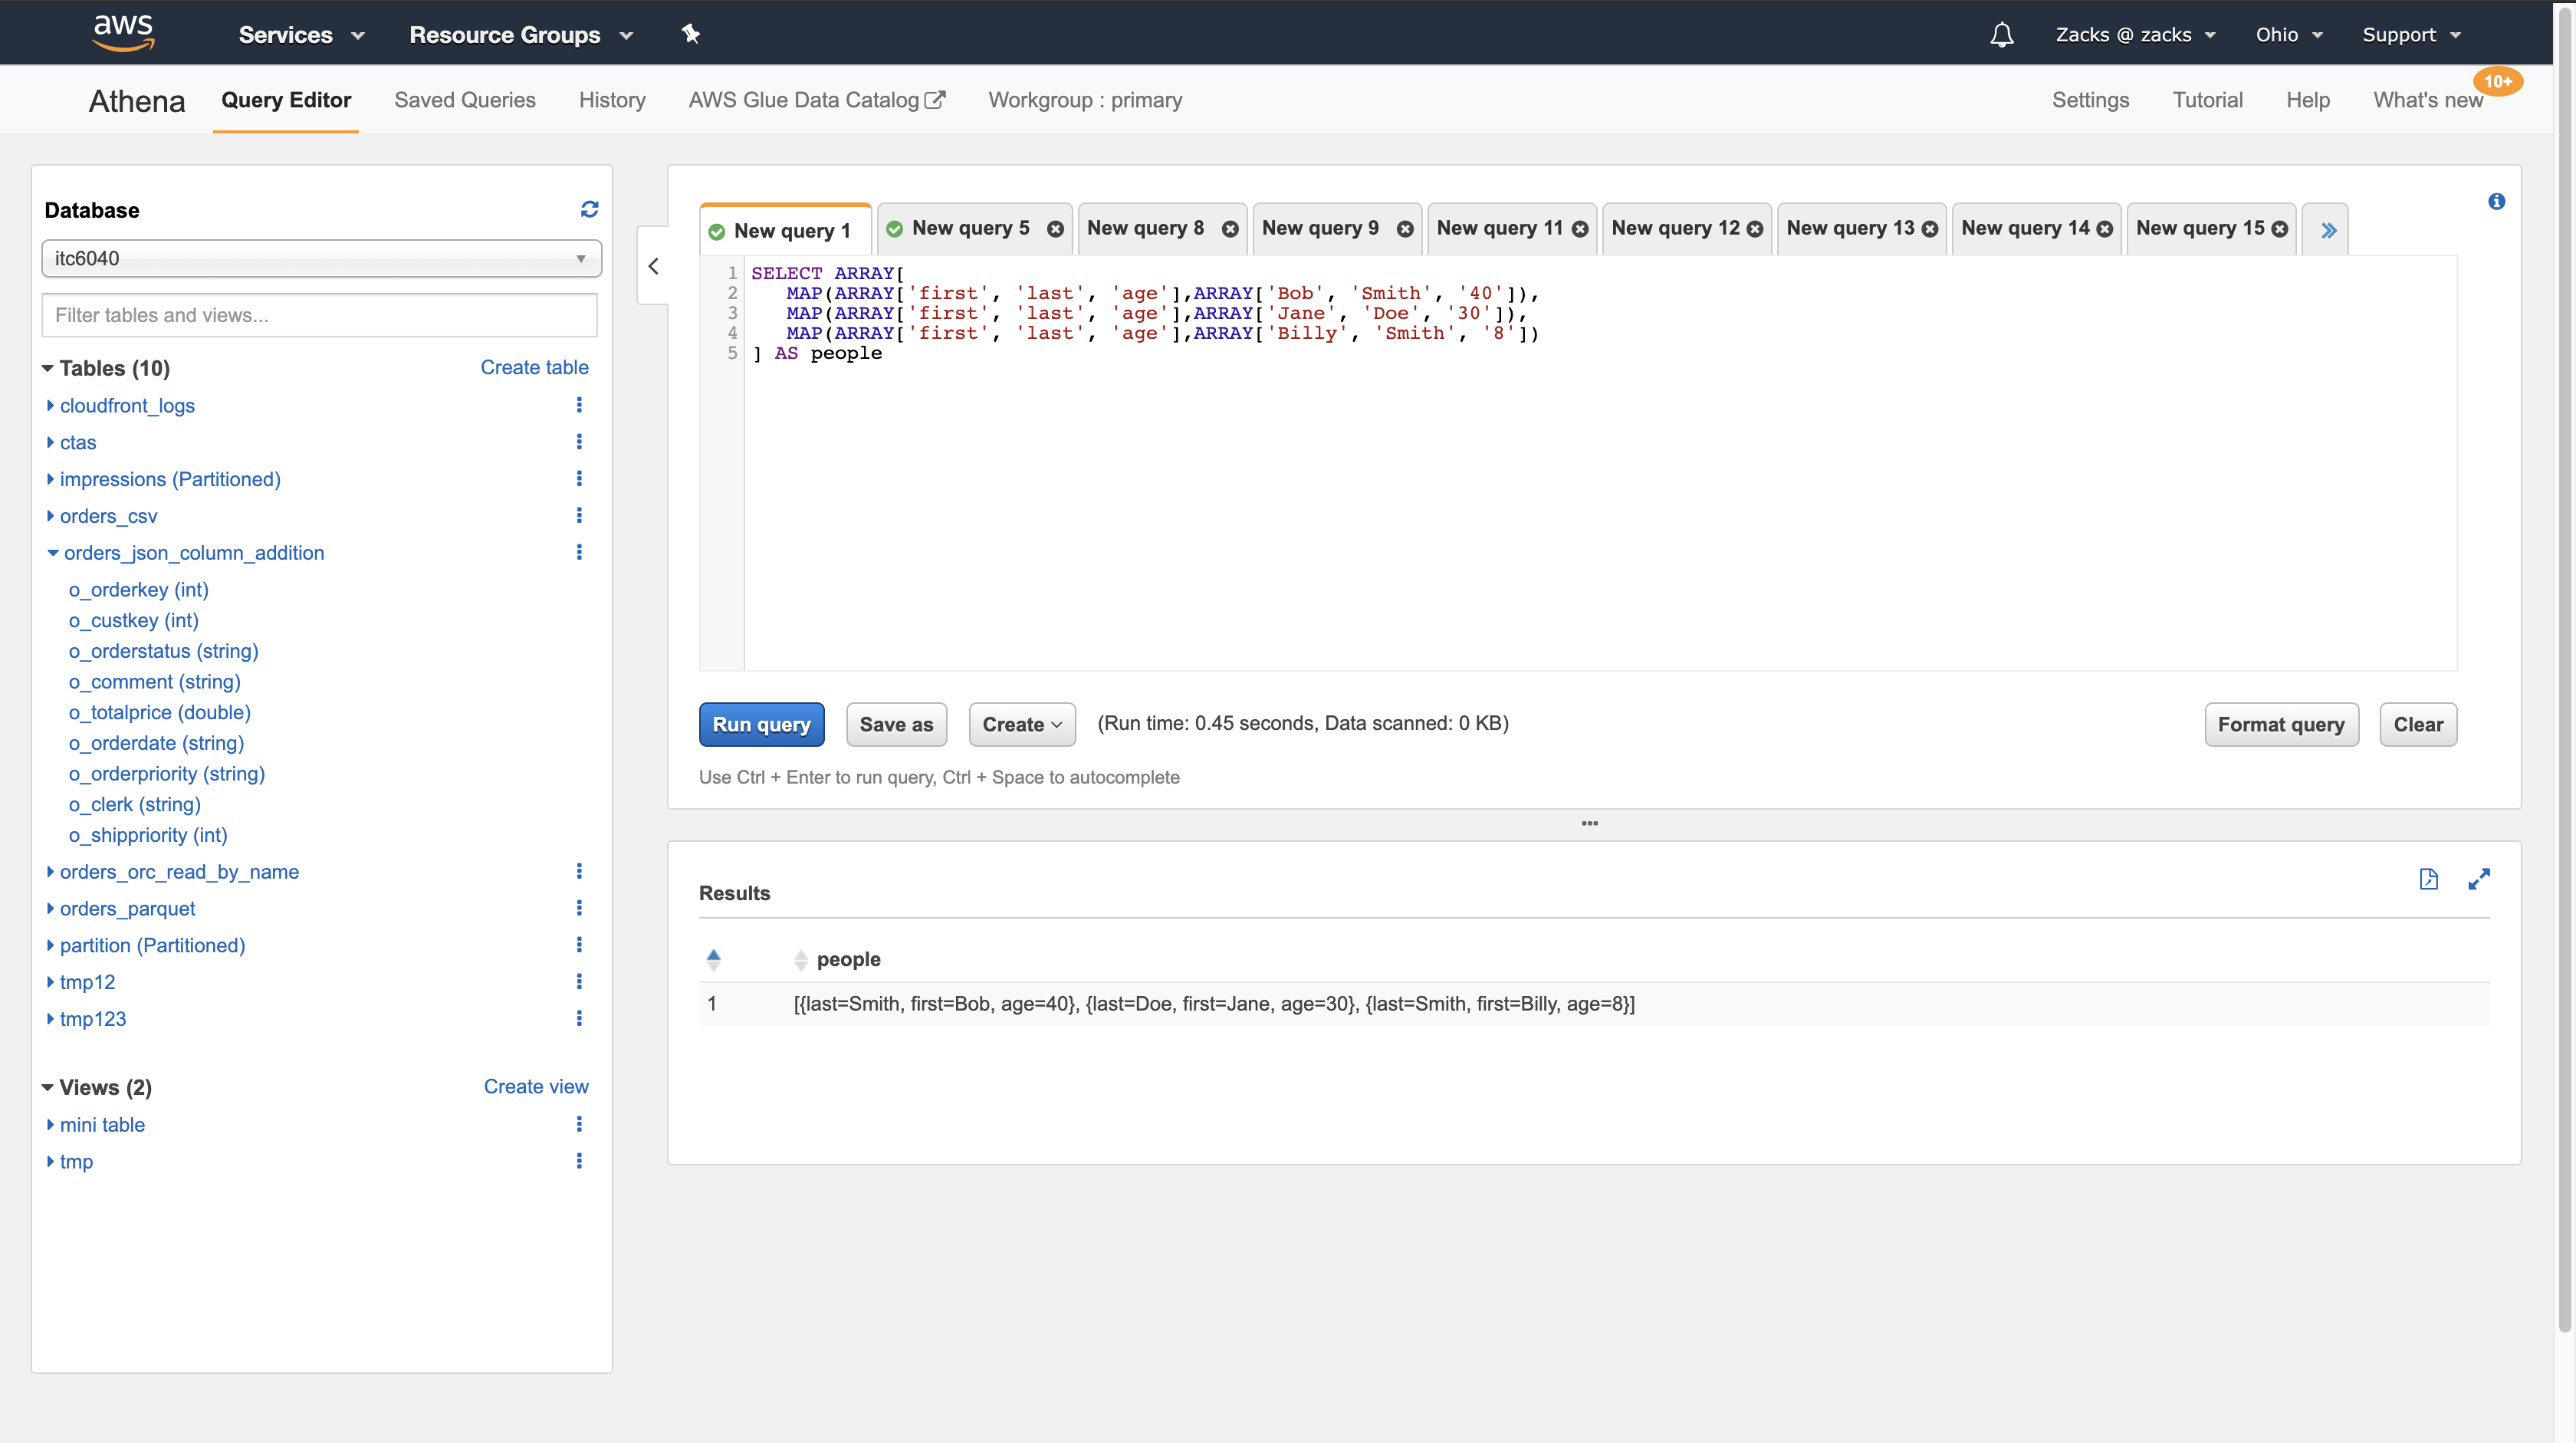 aws Services Resource Groups Zacks @ zacks Ohio Support
Athena Query Editor Saved Queries History AWS Glue Data Catalog Workgroup : primary Settings Tutorial Help What's new 10+
Database
itc6040
Filter tables and views...
Tables (10) Create table
cloudfront_logs
ctas
impressions (Partitioned)
orders_csv
orders_json_column_addition
o_orderkey (int)
o_custkey (int)
o_orderstatus (string)
o_comment (string)
o_totalprice (double)
o_orderdate (string)
o_orderpriority (string)
o_clerk (string)
o_shippriority (int)
orders_orc_read_by_name
orders_parquet
partition (Partitioned)
tmp12
tmp123
Views (2) Create view
mini table
tmp
New query 1 New query 5 New query 8 New query 9 New query 11 New query 12 New query 13 New query 14 New query 15 »
1 SELECT ARRAY[
2 MAP(ARRAY['first', 'last', 'age'],ARRAY['Bob', 'Smith', '40']),
3 MAP(ARRAY['first', 'last', 'age'],ARRAY['Jane', 'Doe', '30']),
4 MAP(ARRAY['first', 'last', 'age'],ARRAY['Billy', 'Smith', '8'])
5 ] AS people
Run query Save as Create (Run time: 0.45 seconds, Data scanned: 0 KB) Format query Clear
Use Ctrl + Enter to run query, Ctrl + Space to autocomplete
Results
people
1 [{last=Smith, first=Bob, age=40}, {last=Doe, first=Jane, age=30}, {last=Smith, first=Billy, age=8}]